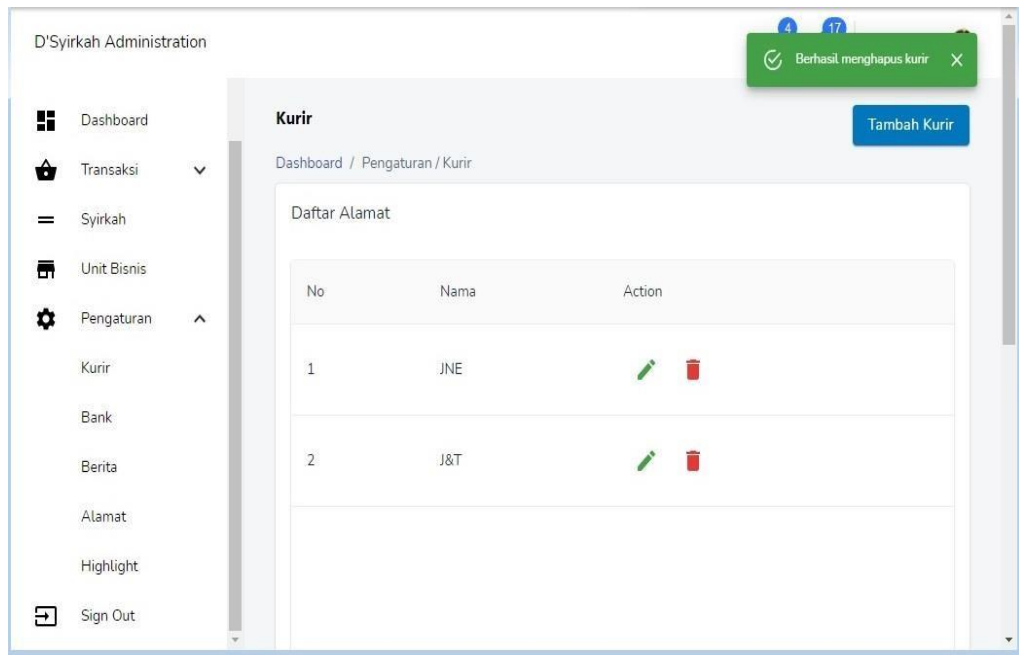 D'Syirkah Administration
4 17
Berhasil menghapus kurir
Dashboard
Transaksi
Syirkah
Unit Bisnis
Pengaturan
Kurir
Bank
Berita
Alamat
Highlight
Sign Out
Kurir
Tambah Kurir
Dashboard / Pengaturan / Kurir
Daftar Alamat
No Nama Action
1 JNE
2 J&T